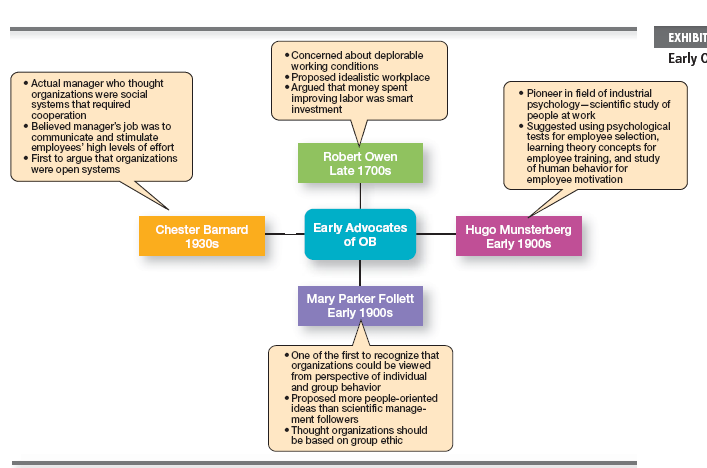 EXHIBIT
Early O
• Concerned about deplorable
working conditions
• Proposed idealistic workplace
• Argued that money spent
improving labor was smart
investment
• Actual manager who thought
organizations were social
systems that required
cooperation
• Believed manager's job was to
communicate and stimulate
employees' high levels of effort
• First to argue that organizations
were open systems
• Pioneer in field of industrial
psychology—scientific study of
people at work
• Suggested using psychological
tests for employee selection,
learning theory concepts for
employee training, and study
of human behavior for
employee motivation
Robert Owen
Late 1700s
Chester Barnard
1930s
Early Advocates
of OB
Hugo Munsterberg
Early 1900s
Mary Parker Follett
Early 1900s
• One of the first to recognize that
organizations could be viewed
from perspective of individual
and group behavior
• Proposed more people-oriented
ideas than scientific manage-
ment followers
• Thought organizations should
be based on group ethic